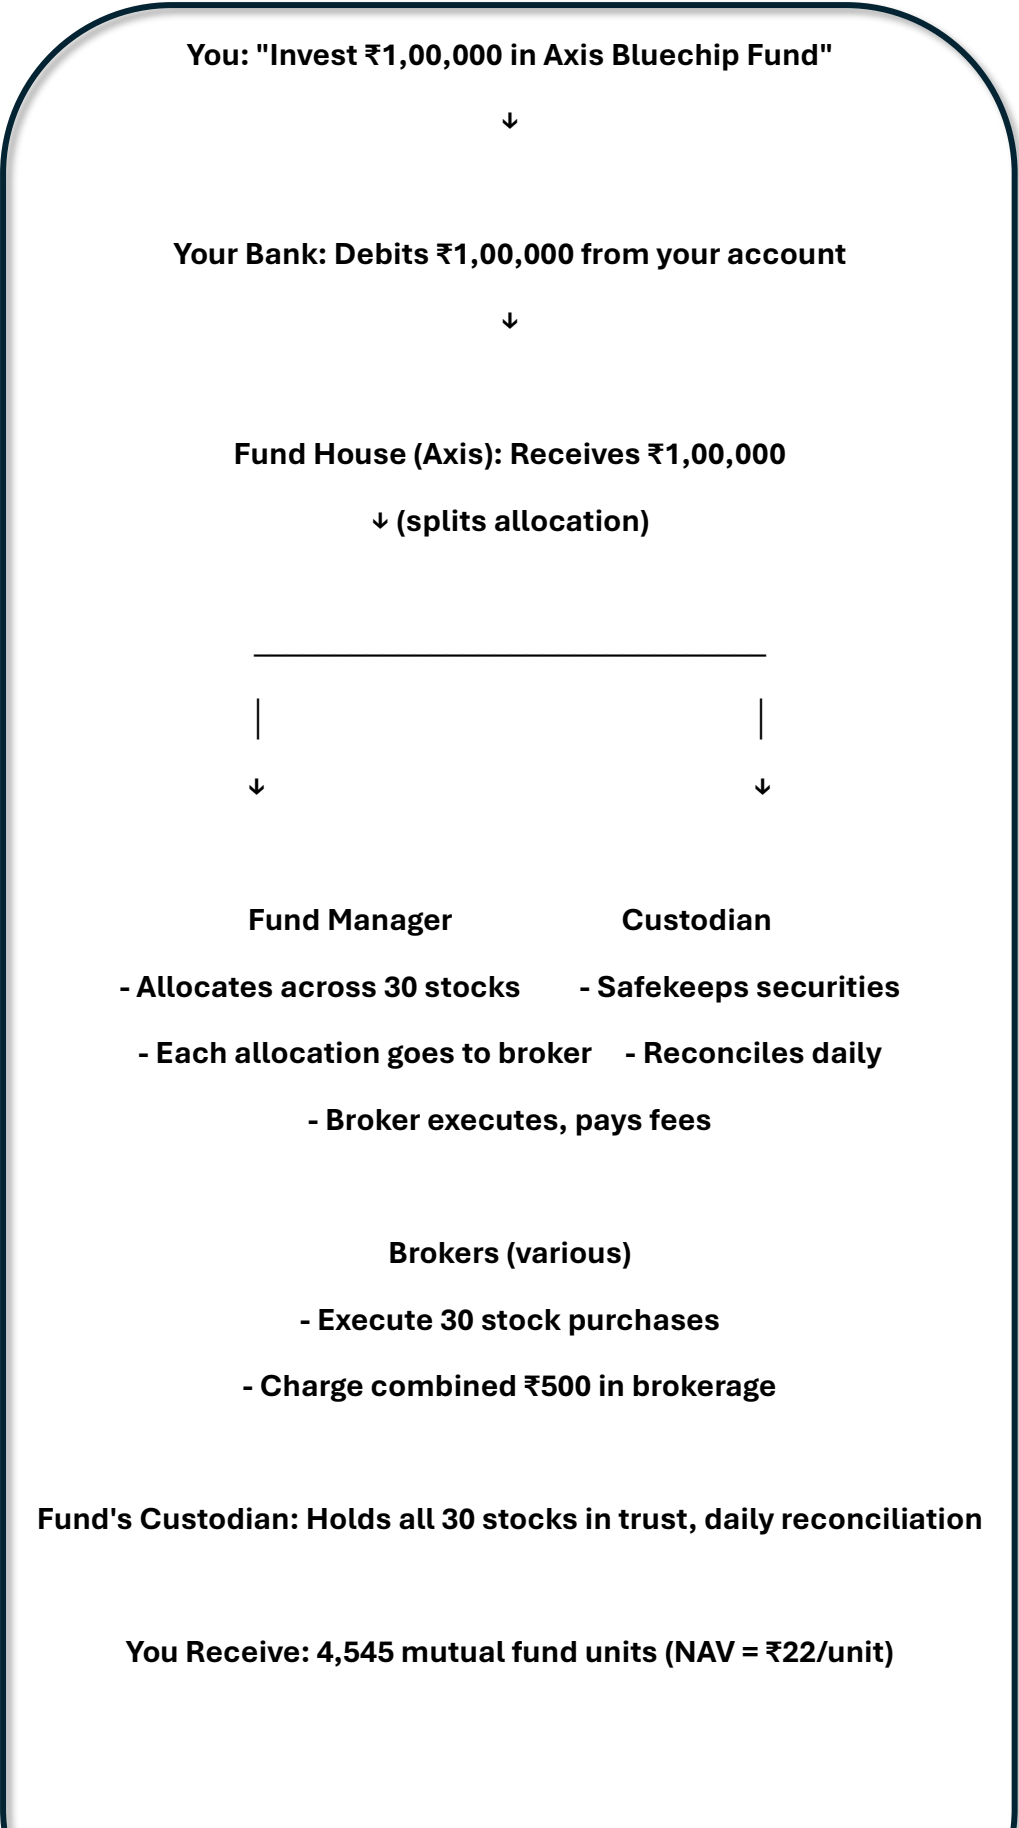 You: "Invest ₹1,00,000 in Axis Bluechip Fund"
↓
Your Bank: Debits ₹1,00,000 from your account
↓
Fund House (Axis): Receives ₹1,00,000
↓ (splits allocation)
↓ ↓
Fund Manager Custodian
- Allocates across 30 stocks - Safekeeps securities
- Each allocation goes to broker - Reconciles daily
- Broker executes, pays fees
Brokers (various)
- Execute 30 stock purchases
- Charge combined ₹500 in brokerage
Fund's Custodian: Holds all 30 stocks in trust, daily reconciliation
You Receive: 4,545 mutual fund units (NAV = ₹22/unit)